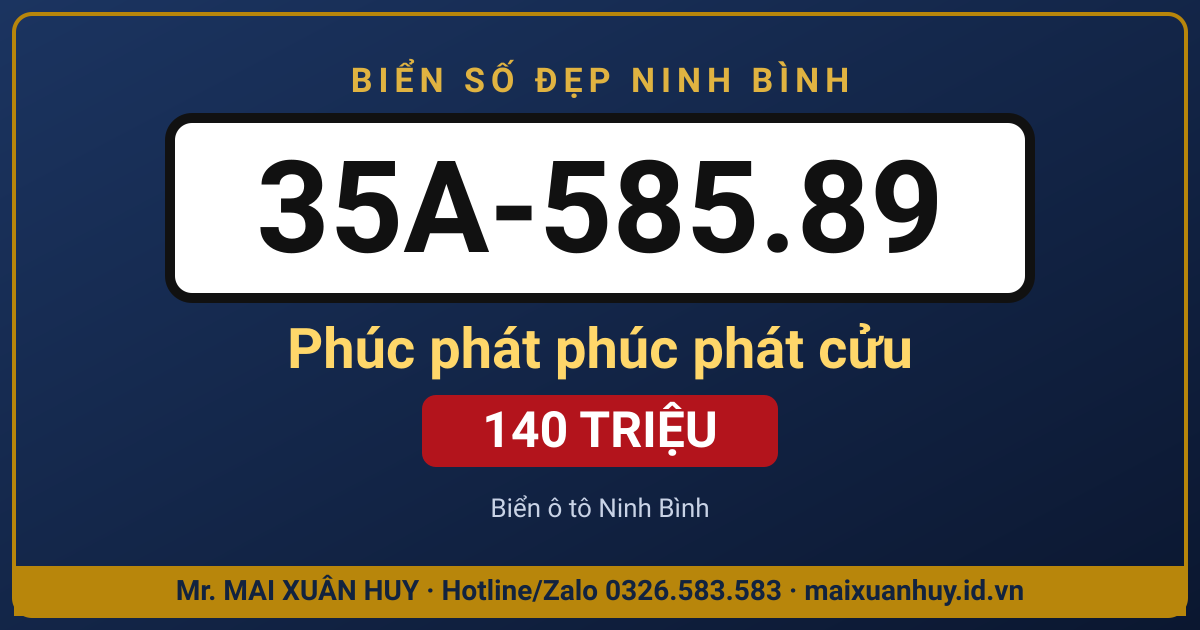 BIỂN SỐ ĐẸP NINH BÌNH
35A-585.89
Phúc phát phúc phát cửu
140 TRIỆU
Biển ô tô Ninh Bình
Mr. MAI XUÂN HUY · Hotline/Zalo 0326.583.583 · maixuanhuy.id.vn